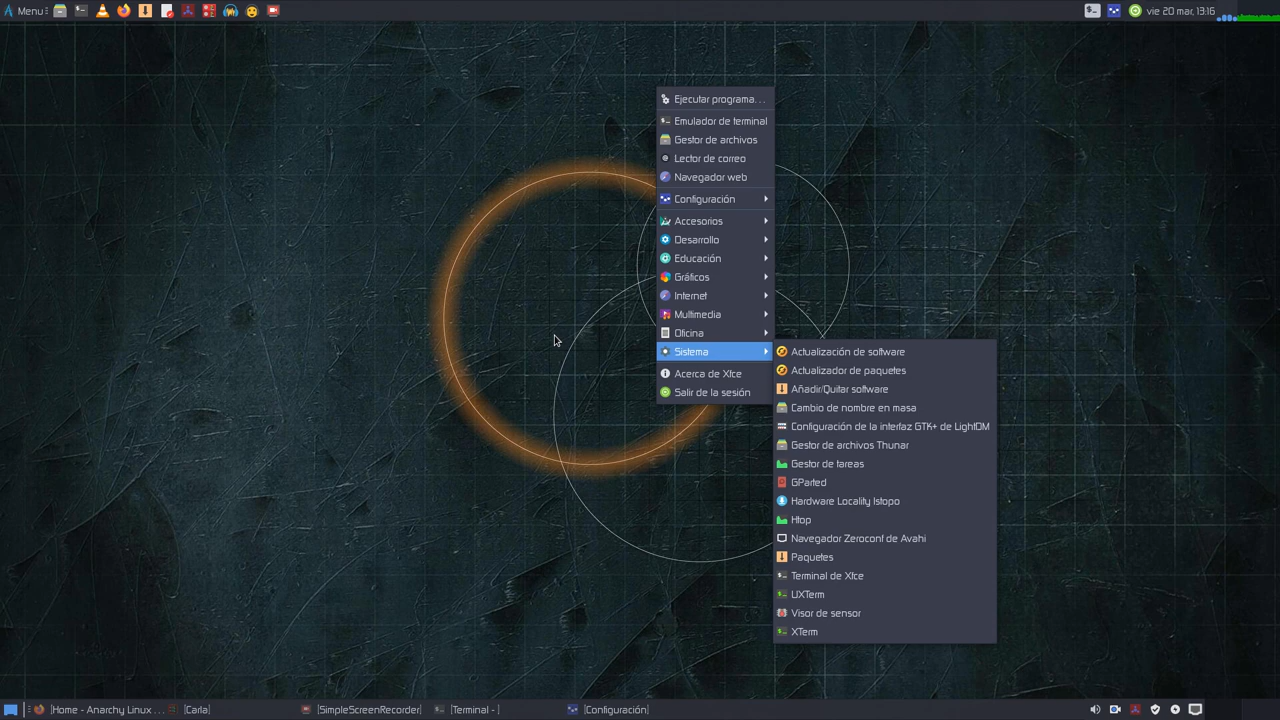 Menu
vie 20 mar, 13:16
Ejecutar programa...
Emulador de terminal
Gestor de archivos
Lector de correo
Navegador web
Configuración
Accesorios
Desarrollo
Educación
Gráficos
Internet
Multimedia
Oficina
Sistema
Acerca de Xfce
Salir de la sesión
Actualización de software
Actualizador de paquetes
Añadir/Quitar software
Cambio de nombre en masa
Configuración de la interfaz GTK+ de LightDM
Gestor de archivos Thunar
Gestor de tareas
GParted
Hardware Locality lstopo
Htop
Navegador Zeroconf de Avahi
Paquetes
Terminal de Xfce
UXTerm
Visor de sensor
XTerm
[Home - Anarchy Linux ...
[Carla]
[SimpleScreenRecorder]
[Terminal - ]
[Configuración]